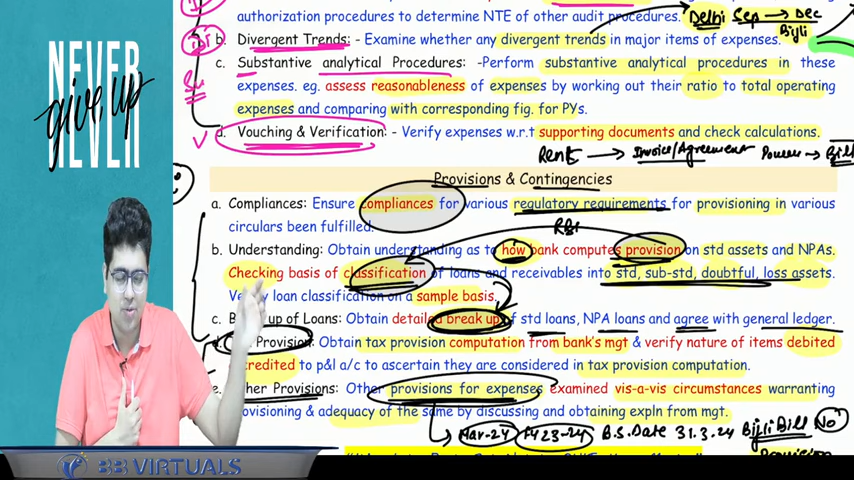 authorization procedures to determine NTE of other audit procedures. Delhi Sep → Dec
Bijli
b. Divergent Trends: - Examine whether any divergent trends in major items of expenses.
c. Substantive analytical Procedures: -Perform substantive analytical procedures in these
expenses. eg. assess reasonableness of expenses by working out their ratio to total operating
expenses and comparing with corresponding fig. for PYs.
d. Vouching & Verification: - Verify expenses w.r.t supporting documents and check calculations.
Rent → Invoice/Agreement Power → Bill
Provisions & Contingencies
a. Compliances: Ensure compliances for various regulatory requirements for provisioning in various
circulars been fulfilled.
RBI
b. Understanding: Obtain understanding as to how bank computes provision on std assets and NPAs.
Checking basis of classification of loans and receivables into std, sub-std, doubtful, loss assets.
loan classification on a sample basis.
c. up of Loans: Obtain detailed break up of std loans, NPA loans and agree with general ledger.
d. Provision: Obtain tax provision computation from bank's mgt & verify nature of items debited
credited to p&l a/c to ascertain they are considered in tax provision computation.
e. Other Provisions: Other provisions for expenses examined vis-a-vis circumstances warranting
provisioning & adequacy of the same by discussing and obtaining expln from mgt.
Mar-24 FY23-24 B.S. Date 31.3.24 Bijli Bill No
Provision
NEVER
give up
NEVER
BB VIRTUALS